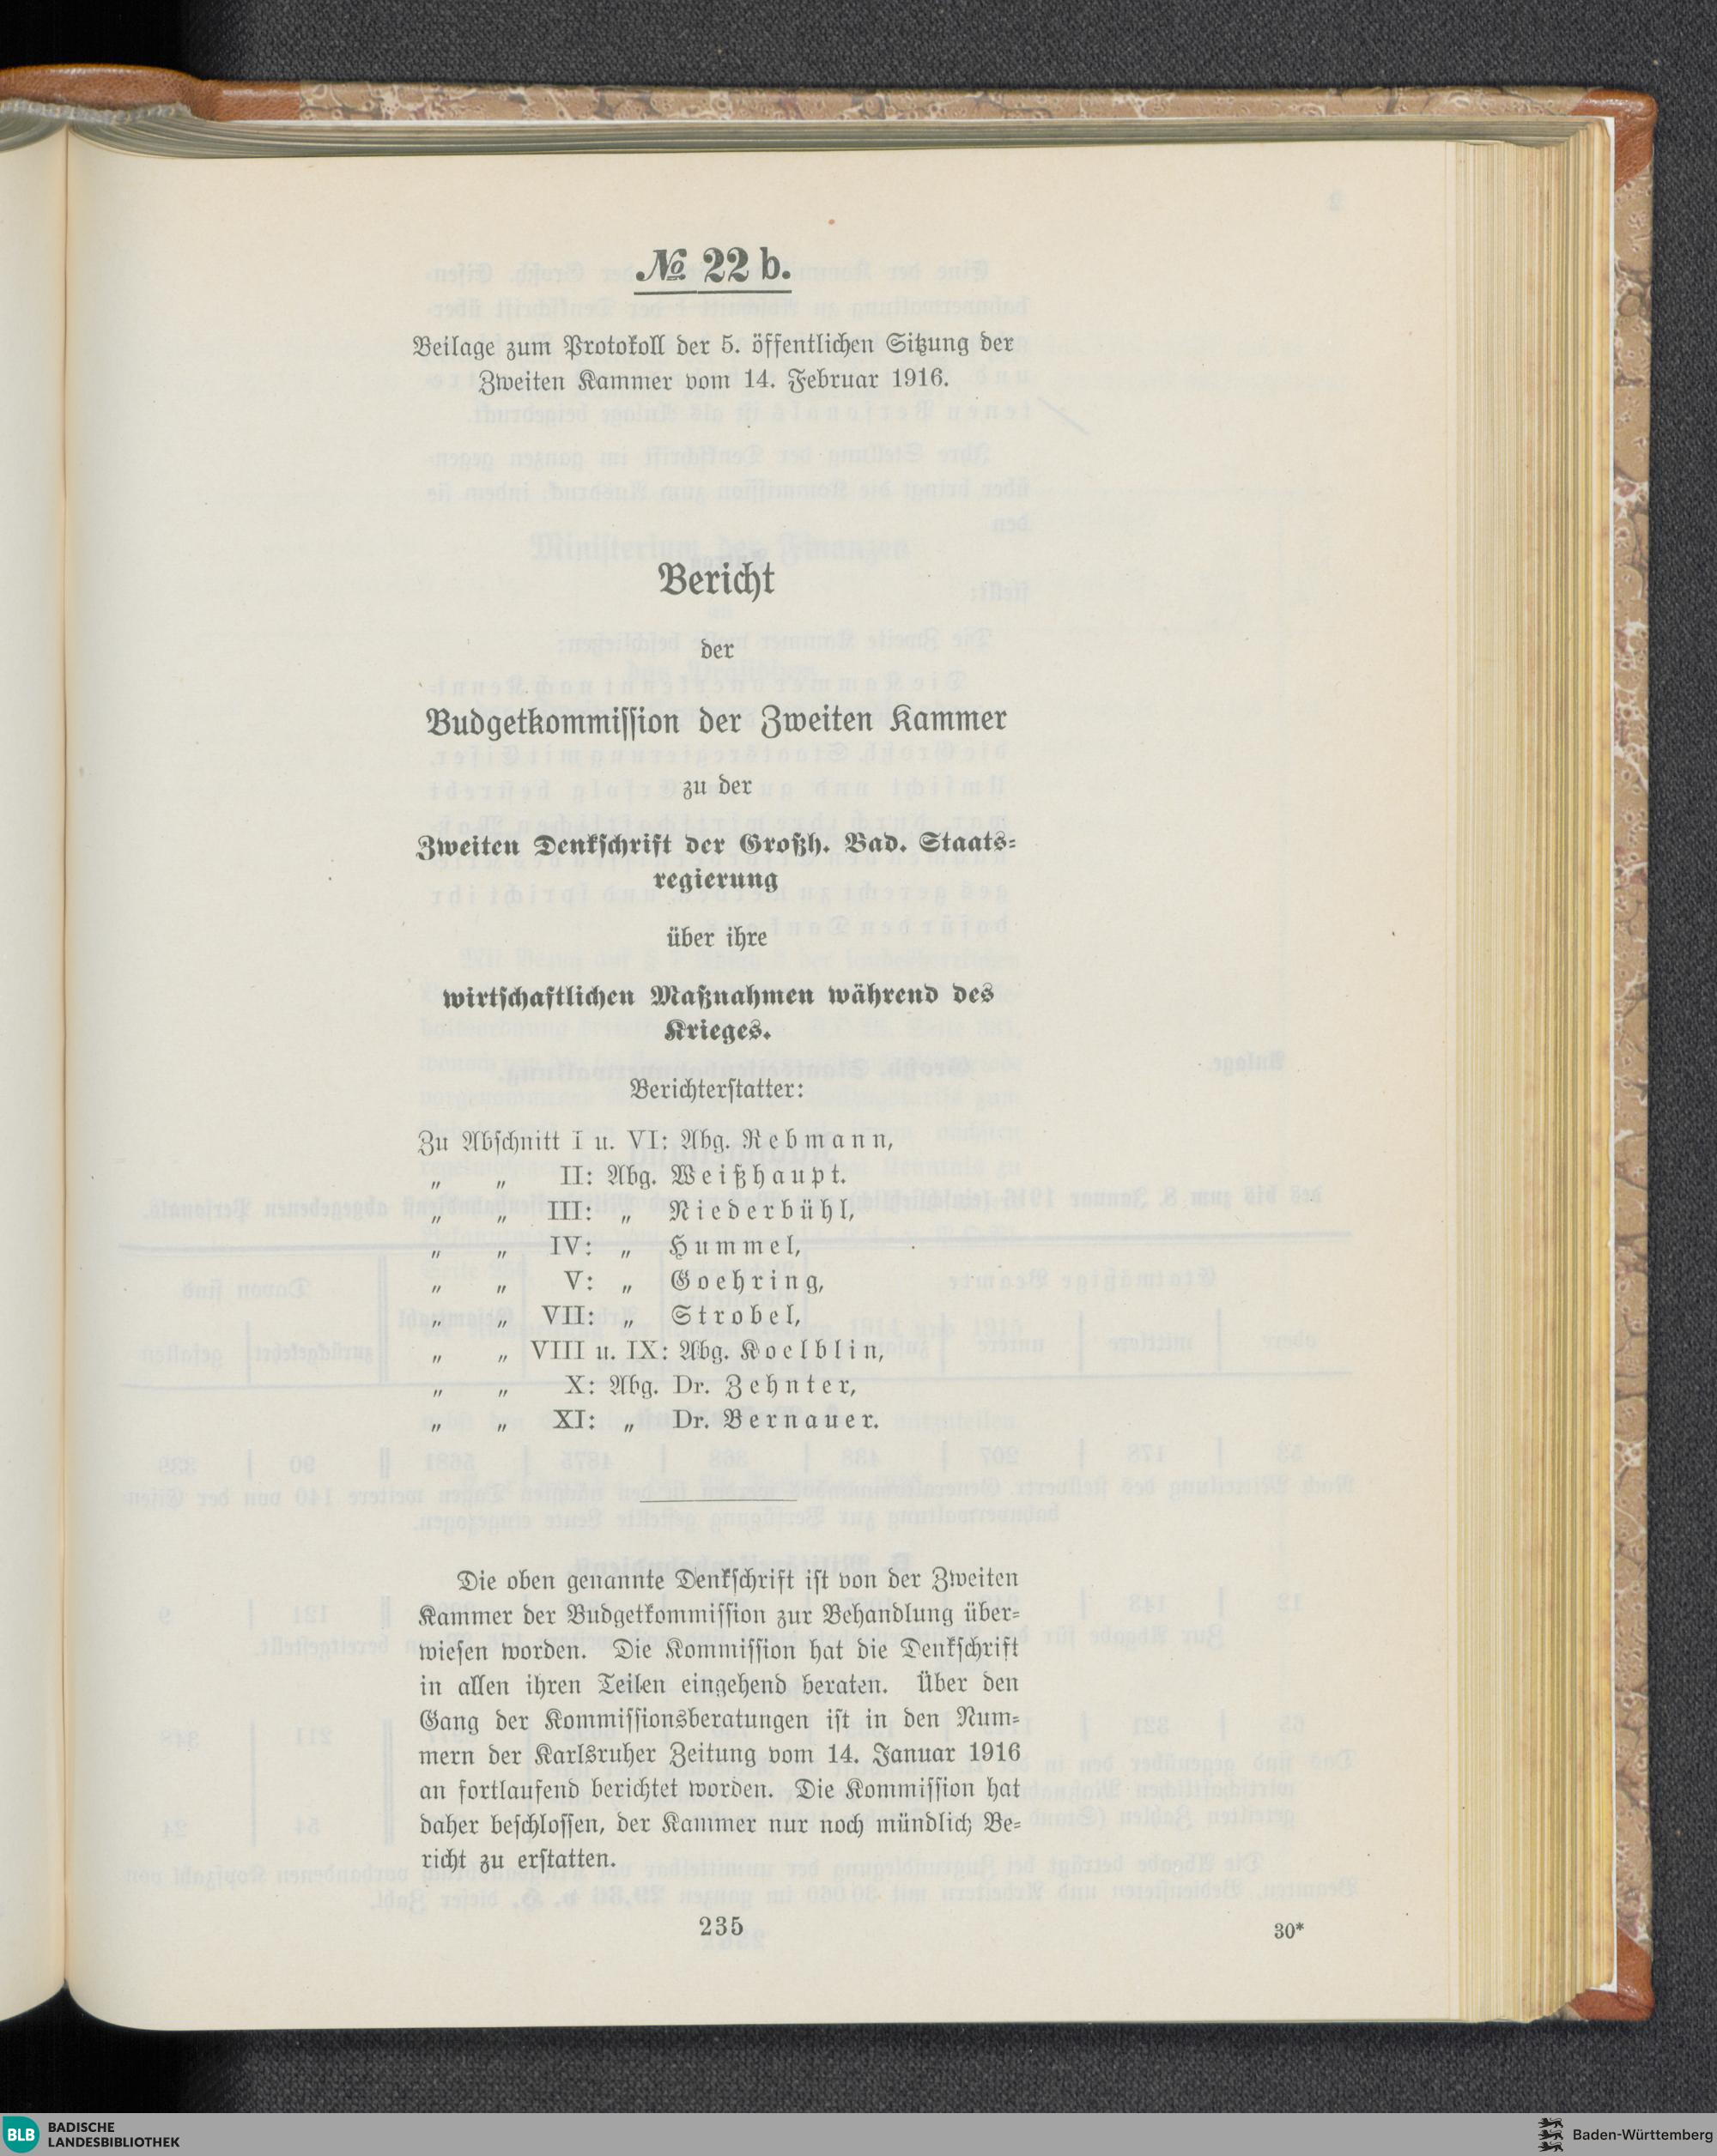 № 22 b.
Beilage zum Protokoll der 5. öffentlichen Sitzung der
Zweiten Kammer vom 14. Februar 1916.
Bericht
der
Budgetkommission der Zweiten Kammer
zu der
Zweiten Denkschrift der Großh. Bad. Staats-
regierung
über ihre
wirtschaftlichen Maßnahmen während des
Krieges.
Berichterstatter:
Zu Abschnitt I u. VI: Abg. Rebmann,
„ „ II: Abg. Weißhaupt.
„ „ III: „ Niederbühl,
„ „ IV: „ Hummel,
„ „ V: „ Goehring,
„ „ VII: „ Strobel,
„ „ VIII u. IX: Abg. Koelblin,
„ „ X: Abg. Dr. Zehnter,
„ „ XI: „ Dr. Bernauer.
Die oben genannte Denkschrift ist von der Zweiten
Kammer der Budgetkommission zur Behandlung über-
wiesen worden. Die Kommission hat die Denkschrift
in allen ihren Teilen eingehend beraten. Über den
Gang der Kommissionsberatungen ist in den Num-
mern der Karlsruher Zeitung vom 14. Januar 1916
an fortlaufend berichtet worden. Die Kommission hat
daher beschlossen, der Kammer nur noch mündlich Be-
richt zu erstatten.
235
30*
BLB BADISCHE
LANDESBIBLIOTHEK
Baden-Württemberg